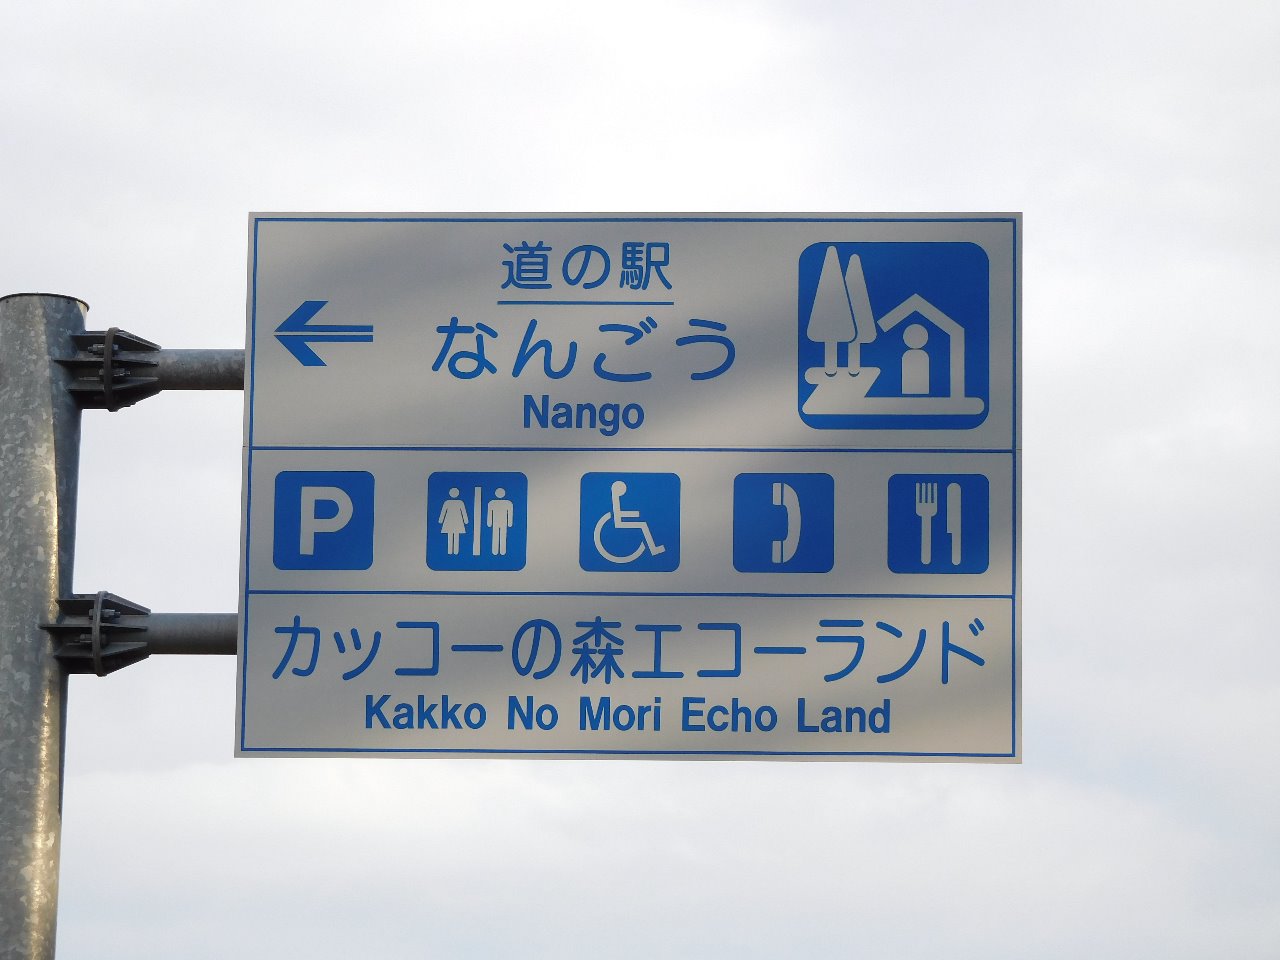 道の駅
なんごう
Nango
P
カッコーの森エコーランド
Kakko No Mori Echo Land